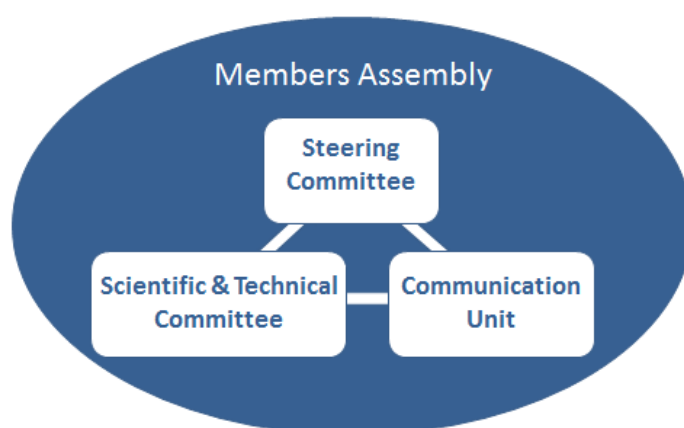 Members Assembly
Steering
Committee
Scientific & Technical
Committee
Communication
Unit